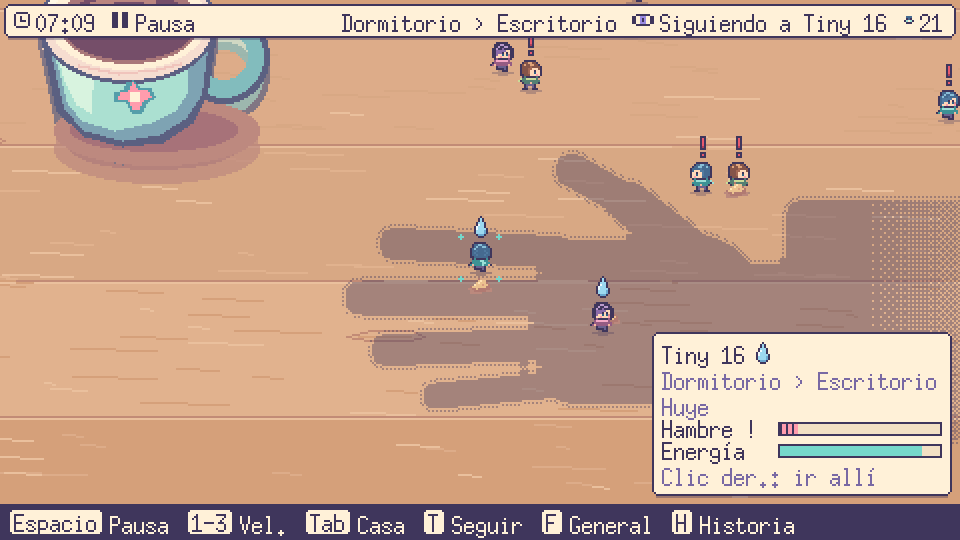 07:09 Pausa Dormitorio > Escritorio Siguiendo a Tiny 16 21
Tiny 16
Dormitorio > Escritorio
Huye
Hambre !
Energía
Clic der.: ir allí
Espacio Pausa 1-3 Vel. Tab Casa T Seguir F General H Historia